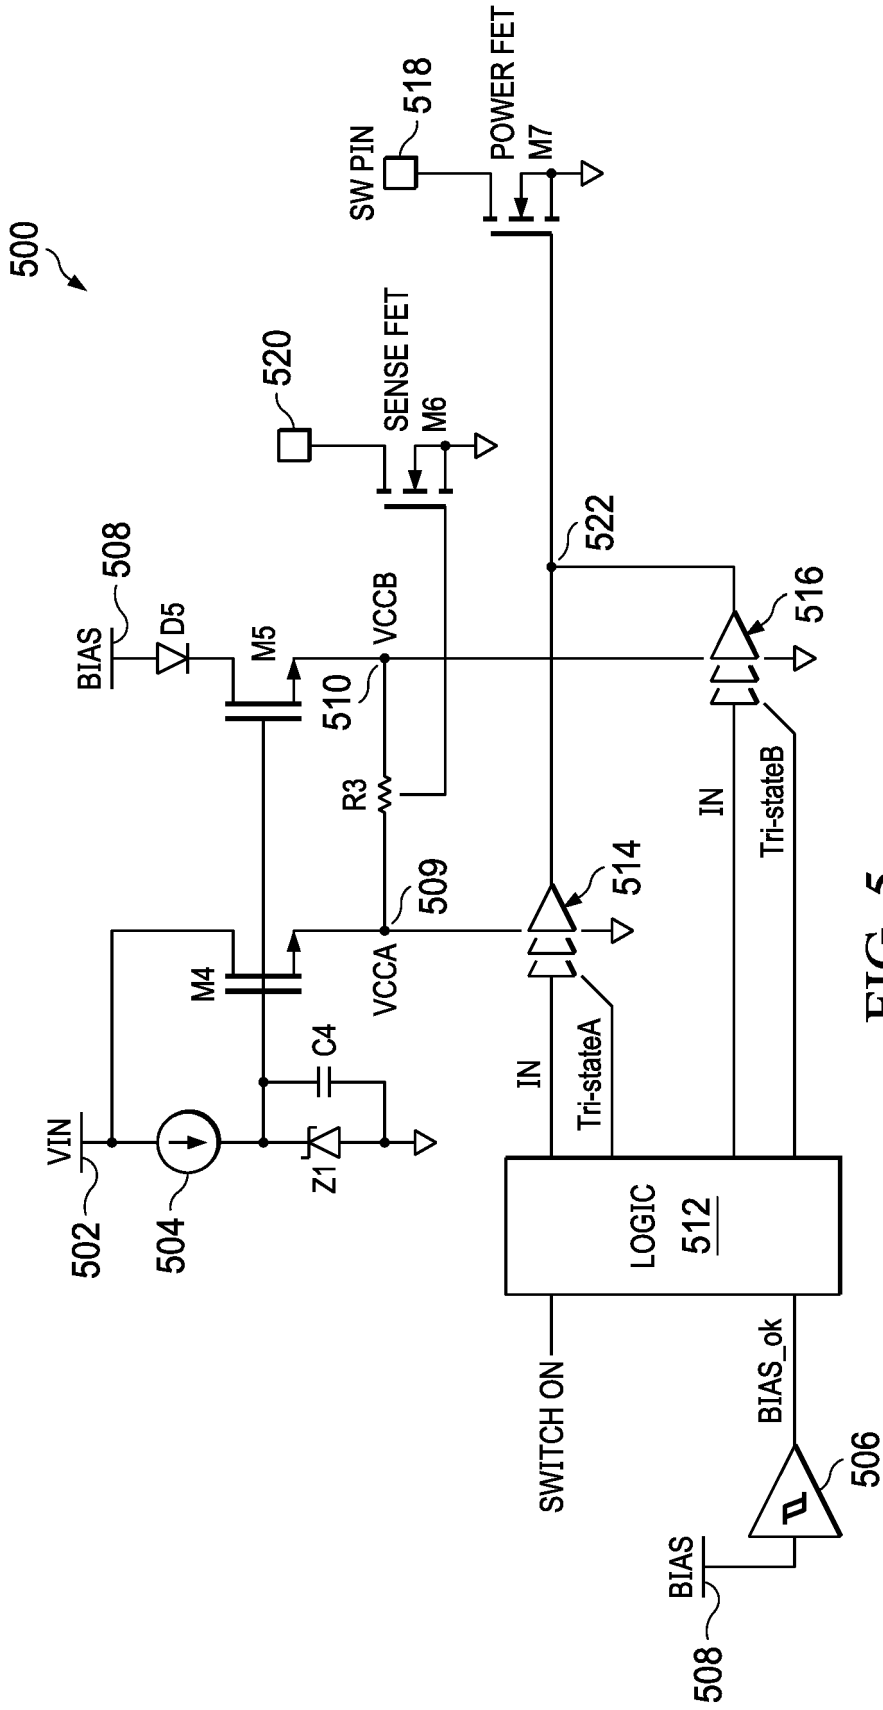 500
VIN
502
504
Z1
C4
M4
VCCA
509
R3
BIAS
508
D5
M5
VCCB
510
520
SENSE FET
M6
SW PIN
518
POWER FET
M7
522
SWITCH ON
LOGIC
512
IN
Tri-stateA
514
IN
Tri-stateB
516
BIAS
508
BIAS_ok
506
FIG. 5